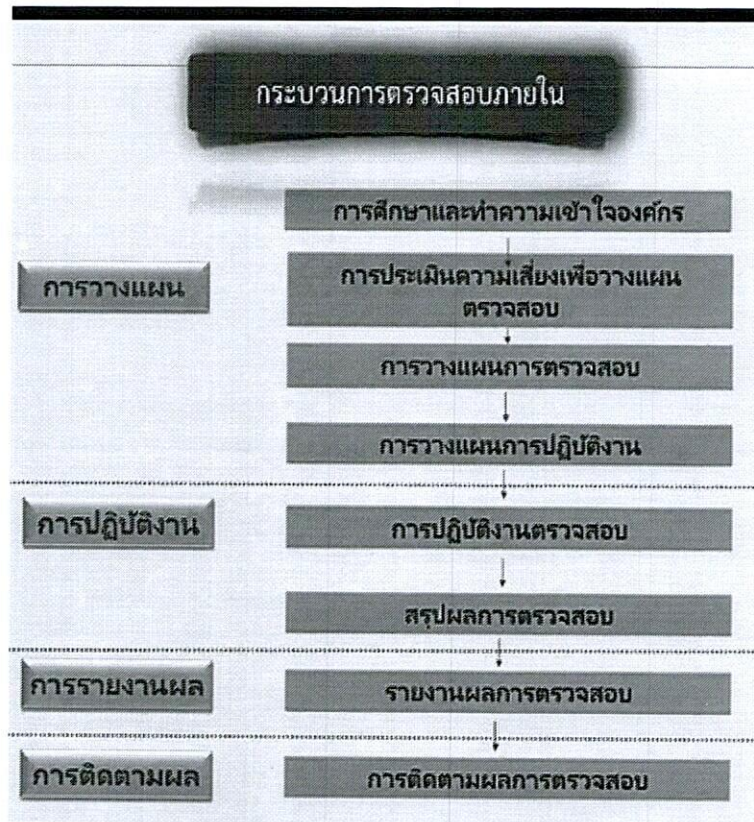 กระบวนการตรวจสอบภายใน
การศึกษาและทำความเข้าใจองค์กร
การวางแผน
การประเมินความเสี่ยงเพื่อวางแผน
ตรวจสอบ
การวางแผนการตรวจสอบ
การวางแผนการปฏิบัติงาน
การปฏิบัติงาน
การปฏิบัติงานตรวจสอบ
สรุปผลการตรวจสอบ
การรายงานผล
รายงานผลการตรวจสอบ
การติดตามผล
การติดตามผลการตรวจสอบ